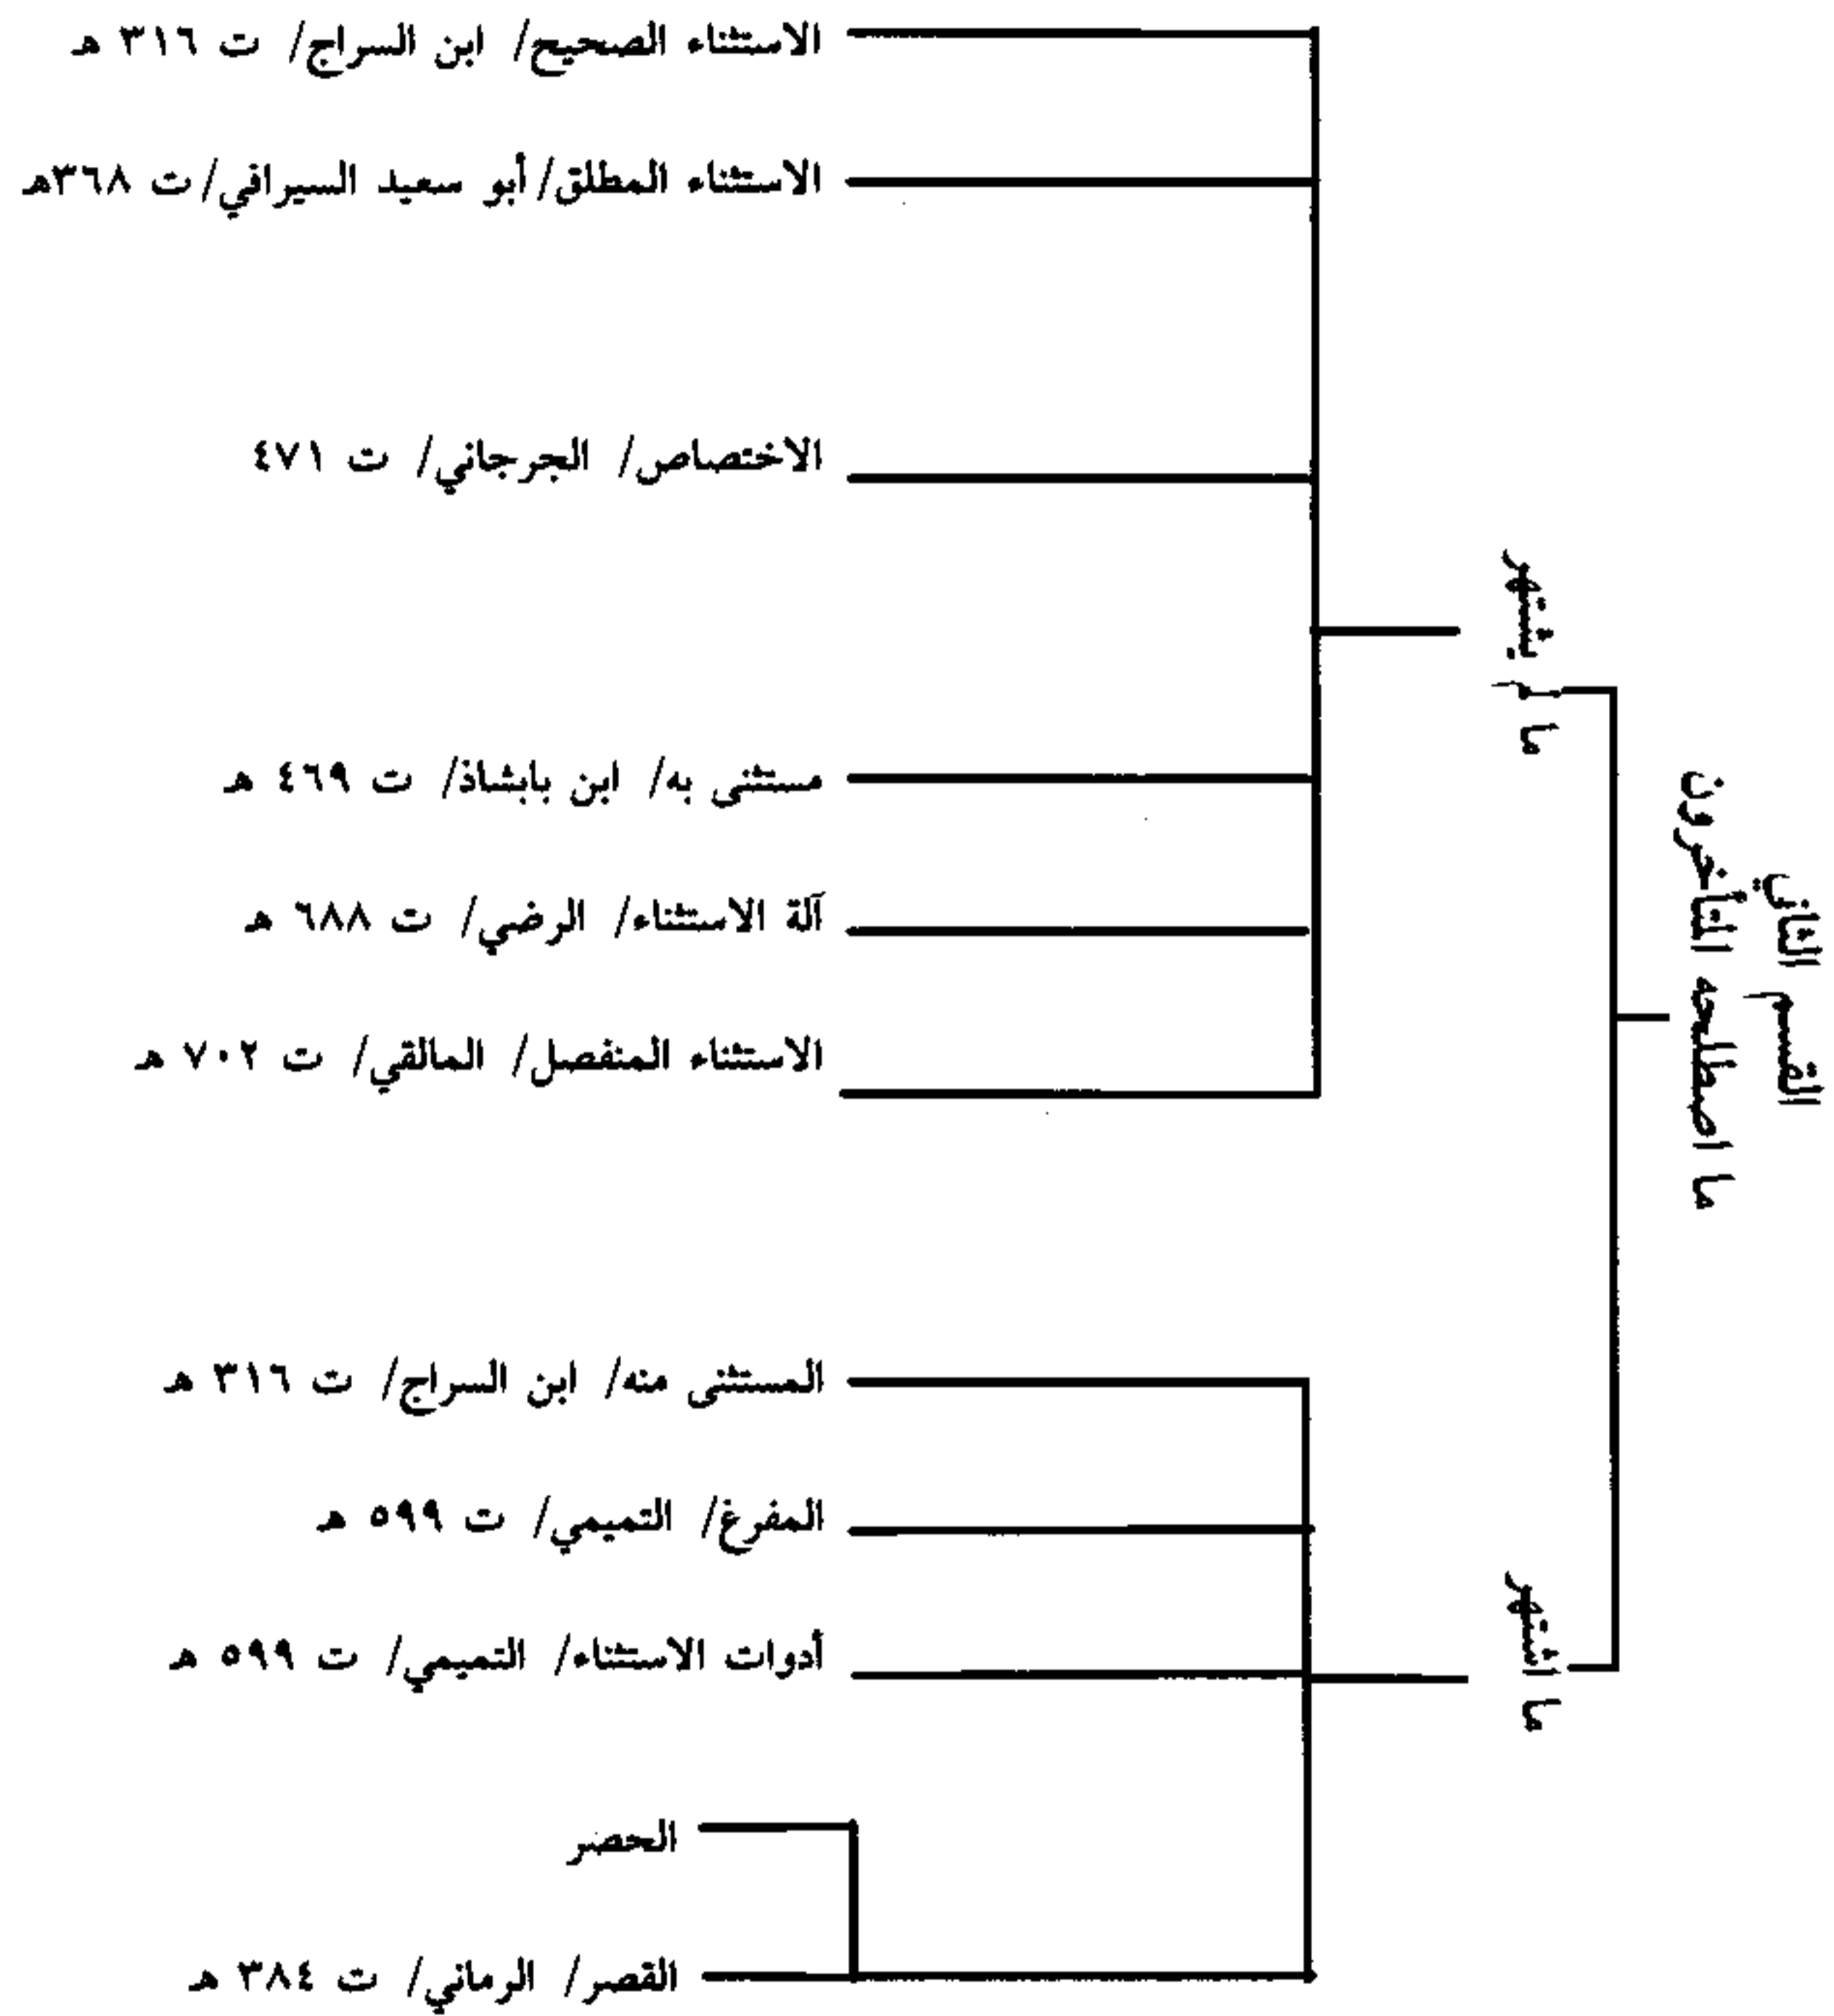 القسم الثاني
ما اصطلحه المتأخرون
ما لم يشتهر
الاستثناء الصحيح/ ابن السراج/ ت ٣١٦ هـ
الاستثناء المطلق/ أبو سعيد السيرافي/ ت ٣٦٨هـ
الاختصاص/ الجرجاني/ ت ٤٧١
مستثنى به/ ابن بابشاذ/ ت ٤٦٩ هـ
آلة الاستثناء/ الرضي/ ت ٦٨٨ هـ
الاستثناء المنفصل/ المالقي/ ت ٧٠٢ هـ
ما اشتهر
المستثنى منه/ ابن السراج/ ت ٣١٦ هـ
المفرغ/ التميمي/ ت ٥٩٩ هـ
أدوات الاستثناء/ التميمي/ ت ٥٩٩ هـ
الحصر
القصر/ الرماني/ ت ٣٨٤ هـ